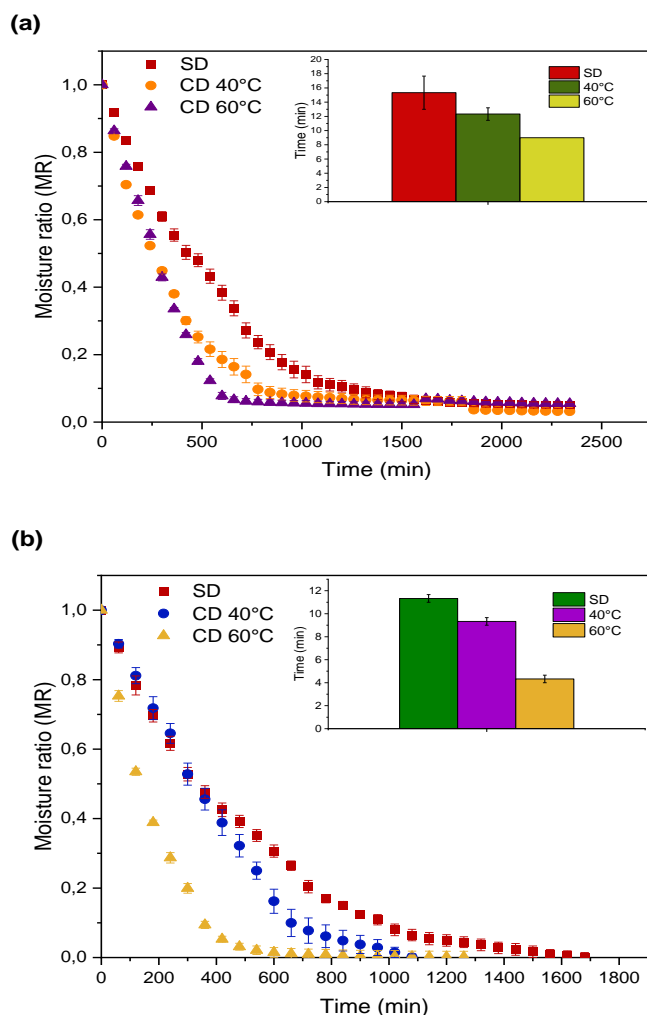 (a)
SD
CD 40°C
CD 60°C
1,0
0,8
0,6
0,4
0,2
0,0
Moisture ratio (MR)
0
500
1000
1500
2000
2500
Time (min)
20
18
16
14
12
10
8
6
4
2
0
Time (min)
SD
40°C
60°C
(b)
SD
CD 40°C
CD 60°C
1,0
0,8
0,6
0,4
0,2
0,0
Moisture ratio (MR)
0
200
400
600
800
1000
1200
1400
1600
1800
Time (min)
12
10
8
6
4
2
0
Time (min)
SD
40°C
60°C